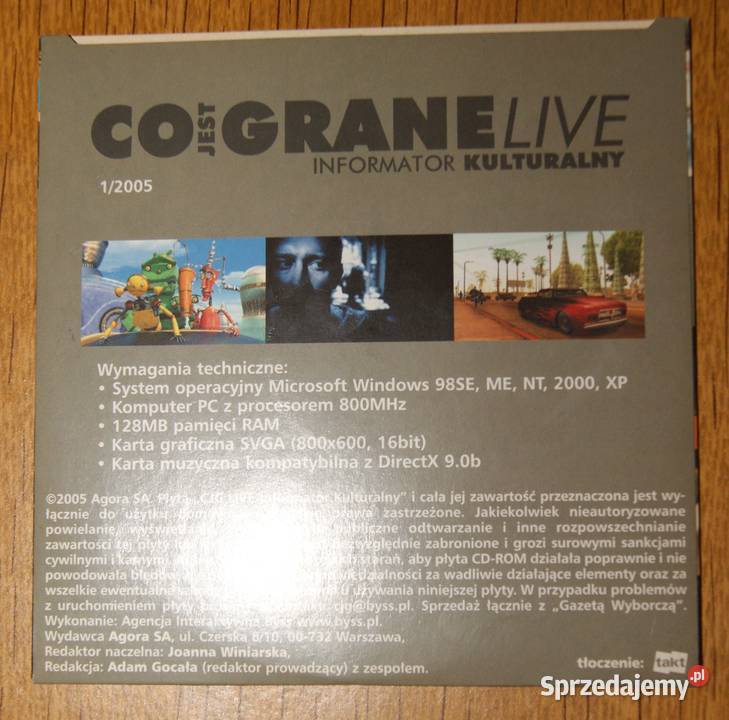 CO JEST GRANE LIVE
INFORMATOR KULTURALNY
1/2005
Wymagania techniczne:
• System operacyjny Microsoft Windows 98SE, ME, NT, 2000, XP
• Komputer PC z procesorem 800MHz
• 128MB pamięci RAM
• Karta graficzna SVGA (800x600, 16bit)
• Karta muzyczna kompatybilna z DirectX 9.0b
©2005 Agora SA. Płyta „CJG LIVE Informator Kulturalny" i cała jej zawartość przeznaczona jest wy-
łącznie do użytku prawa zastrzeżone. Jakiekolwiek nieautoryzowane
powielanie, publiczne odtwarzanie i inne rozpowszechnianie
zawartości tej płyty bezwzględnie zabronione i grozi surowymi sankcjami
cywilnymi i karnymi. starań, aby płyta CD-ROM działała poprawnie i nie
powodowała błędów, za wadliwie działające elementy oraz za
wszelkie ewentualne używania niniejszej płyty. W przypadku problemów
z uruchomieniem płyty cjg@byss.pl. Sprzedaż łącznie z „Gazetą Wyborczą".
Wykonanie: Agencja Interaktywna byss www.byss.pl.
Wydawca Agora SA, ul. Czerska 8/10, 00-732 Warszawa,
Redaktor naczelna: Joanna Winiarska,
Redakcja: Adam Gocała (redaktor prowadzący) z zespołem.
tłoczenie: takt
Sprzedajemy.pl